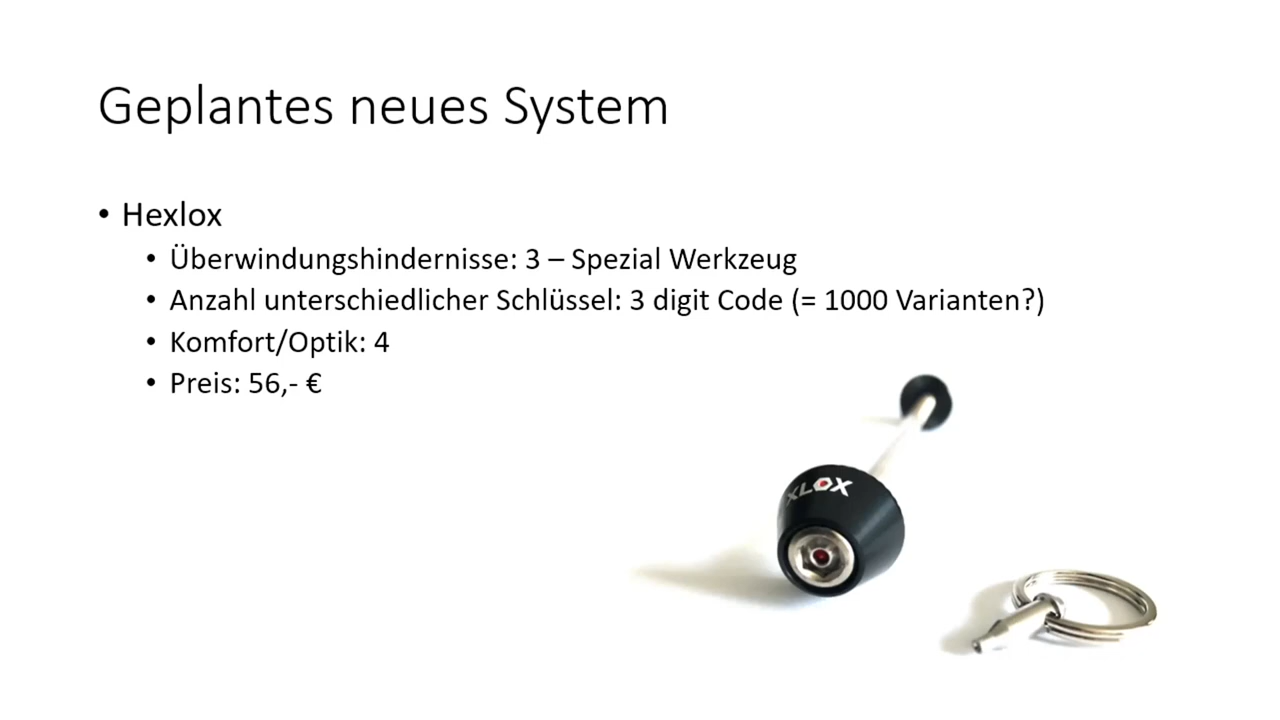 Geplantes neues System
• Hexlox
• Überwindungshindernisse: 3 – Spezial Werkzeug
• Anzahl unterschiedlicher Schlüssel: 3 digit Code (= 1000 Varianten?)
• Komfort/Optik: 4
• Preis: 56,- €
XLOX